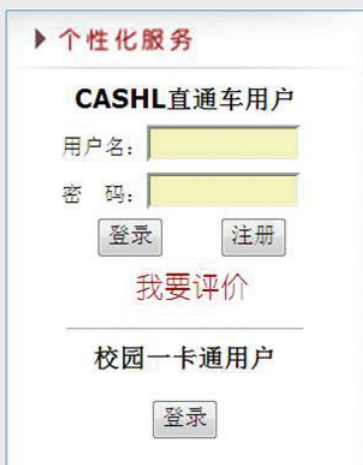 个性化服务
CASHL直通车用户
用户名：
密 码：
登录 注册
我要评价
校园一卡通用户
登录